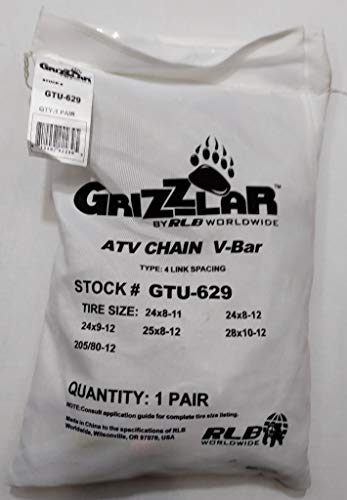 GRIZZLAR
STOCK #
GTU-629
QTY:1 PAIR
GRIZZLAR™
BY RLB WORLDWIDE
ATV CHAIN V-Bar
TYPE: 4 LINK SPACING
STOCK # GTU-629
TIRE SIZE: 24x8-11 24x8-12
24x9-12 25x8-12 28x10-12
205/80-12
QUANTITY: 1 PAIR
NOTE:Consult application guide for complete tire size listing.
Made in China to the specifications of RLB
Worldwide, Wilsonville, OR 97070, USA
RLB
WORLDWIDE